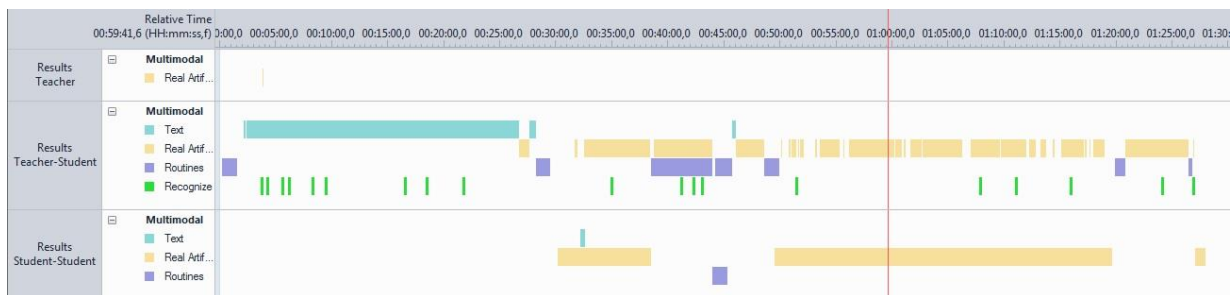 Relative Time
00:59:41,6 (HH:mm:ss,f) 0:00,0 00:05:00,0 00:10:00,0 00:15:00,0 00:20:00,0 00:25:00,0 00:30:00,0 00:35:00,0 00:40:00,0 00:45:00,0 00:50:00,0 00:55:00,0 01:00:00,0 01:05:00,0 01:10:00,0 01:15:00,0 01:20:00,0 01:25:00,0 01:30:
Results
Teacher
Multimodal
Real Artif...
Results
Teacher-Student
Multimodal
Text
Real Artif...
Routines
Recognize
Results
Student-Student
Multimodal
Text
Real Artif...
Routines